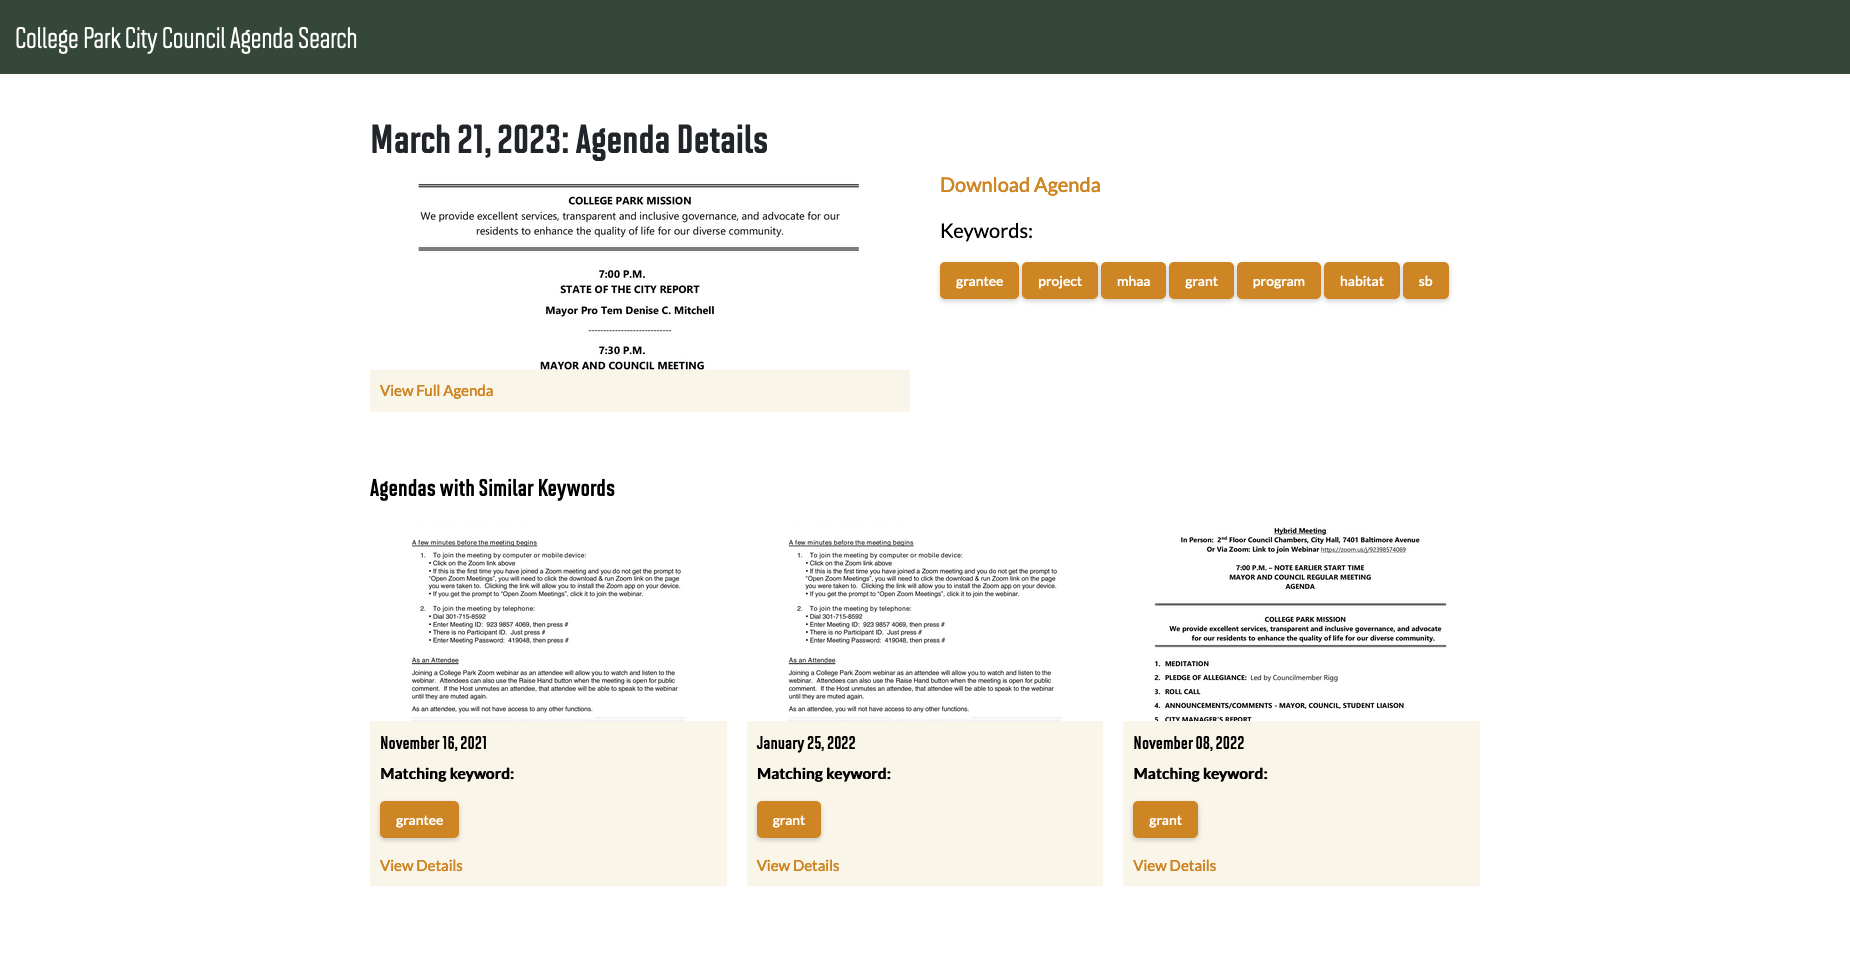 College Park City Council Agenda Search
March 21, 2023: Agenda Details
COLLEGE PARK MISSION
We provide excellent services, transparent and inclusive governance, and advocate for our
residents to enhance the quality of life for our diverse community.
7:00 P.M.
STATE OF THE CITY REPORT
Mayor Pro Tem Denise C. Mitchell
----------------------------
7:30 P.M.
MAYOR AND COUNCIL MEETING
View Full Agenda
Download Agenda
Keywords:
grantee project mhaa grant program habitat sb
Agendas with Similar Keywords
A few minutes before the meeting begins
1. To join the meeting by computer or mobile device:
• Click on the Zoom link above
• If this is the first time you have joined a Zoom meeting and you do not get the prompt to
"Open Zoom Meetings", you will need to click the download & run Zoom link on the page
you were taken to. Clicking the link will allow you to install the Zoom app on your device.
• If you get the prompt to "Open Zoom Meetings", click it to join the webinar.
2. To join the meeting by telephone:
• Dial 301-715-8592
• Enter Meeting ID: 923 9857 4069, then press #
• There is no Participant ID. Just press #
• Enter Meeting Password: 419048, then press #
As an Attendee
Joining a College Park Zoom webinar as an attendee will allow you to watch and listen to the
webinar. Attendees can also use the Raise Hand button when the meeting is open for public
comment. If the Host unmutes an attendee, that attendee will be able to speak to the webinar
until they are muted again.
As an attendee, you will not have access to any other functions.
November 16, 2021
Matching keyword:
grantee
View Details
A few minutes before the meeting begins
1. To join the meeting by computer or mobile device:
• Click on the Zoom link above
• If this is the first time you have joined a Zoom meeting and you do not get the prompt to
"Open Zoom Meetings", you will need to click the download & run Zoom link on the page
you were taken to. Clicking the link will allow you to install the Zoom app on your device.
• If you get the prompt to "Open Zoom Meetings", click it to join the webinar.
2. To join the meeting by telephone:
• Dial 301-715-8592
• Enter Meeting ID: 923 9857 4069, then press #
• There is no Participant ID. Just press #
• Enter Meeting Password: 419048, then press #
As an Attendee
Joining a College Park Zoom webinar as an attendee will allow you to watch and listen to the
webinar. Attendees can also use the Raise Hand button when the meeting is open for public
comment. If the Host unmutes an attendee, that attendee will be able to speak to the webinar
until they are muted again.
As an attendee, you will not have access to any other functions.
January 25, 2022
Matching keyword:
grant
View Details
Hybrid Meeting
In Person: 2nd Floor Council Chambers, City Hall, 7401 Baltimore Avenue
Or Via Zoom: Link to join Webinar https://zoom.us/j/92398574069
7:00 P.M. – NOTE EARLIER START TIME
MAYOR AND COUNCIL REGULAR MEETING
AGENDA
COLLEGE PARK MISSION
We provide excellent services, transparent and inclusive governance, and advocate
for our residents to enhance the quality of life for our diverse community.
1. MEDITATION
2. PLEDGE OF ALLEGIANCE: Led by Councilmember Rigg
3. ROLL CALL
4. ANNOUNCEMENTS/COMMENTS - MAYOR, COUNCIL, STUDENT LIAISON
5. CITY MANAGER'S REPORT
November 08, 2022
Matching keyword:
grant
View Details